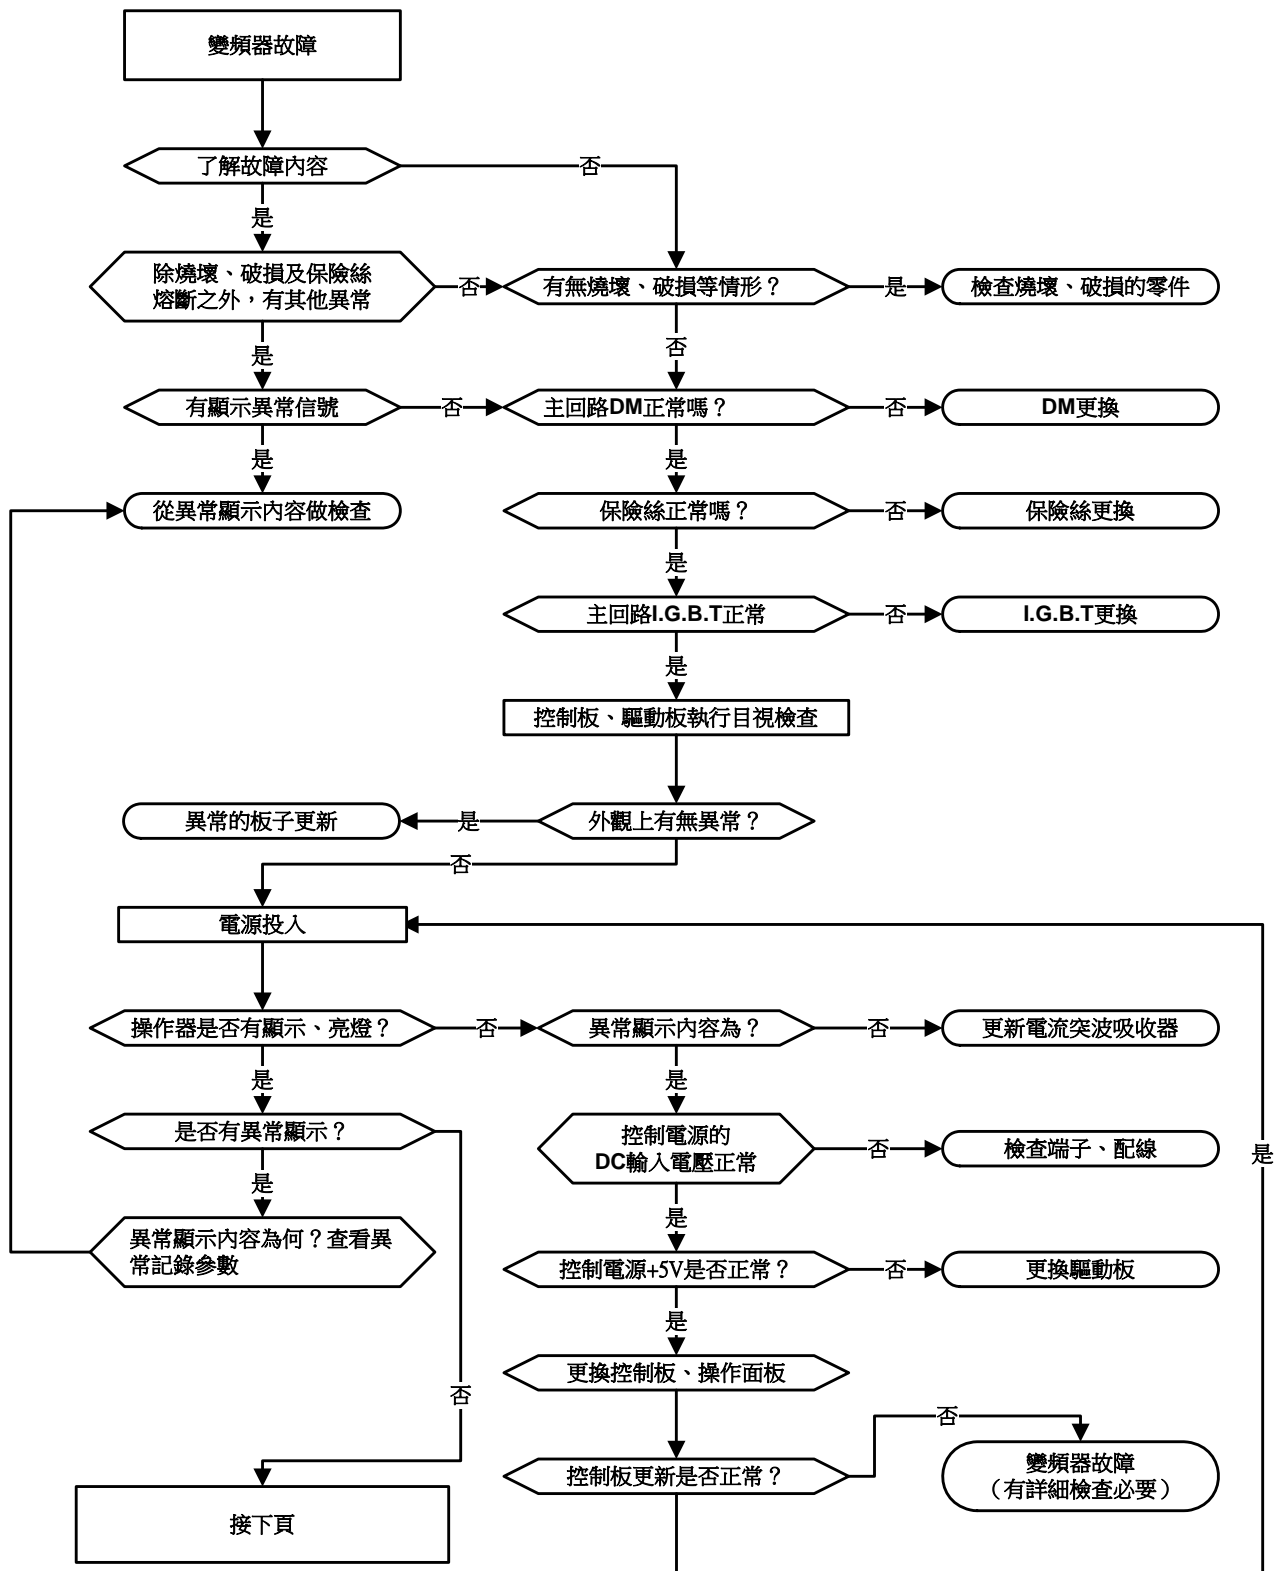 變頻器故障
了解故障內容
否
是
除燒壞、破損及保險絲
熔斷之外，有其他異常
否
有無燒壞、破損等情形？
是
檢查燒壞、破損的零件
是
否
有顯示異常信號
否
主回路DM正常嗎？
否
DM更換
是
是
從異常顯示內容做檢查
保險絲正常嗎？
否
保險絲更換
是
主回路I.G.B.T正常
否
I.G.B.T更換
是
控制板、驅動板執行目視檢查
異常的板子更新
是
外觀上有無異常？
否
電源投入
操作器是否有顯示、亮燈？
否
異常顯示內容為？
否
更新電流突波吸收器
是
是
是否有異常顯示？
控制電源的
DC輸入電壓正常
否
檢查端子、配線
是
是
是
異常顯示內容為何？查看異
常記錄參數
控制電源+5V是否正常？
否
更換驅動板
是
更換控制板、操作面板
否
否
控制板更新是否正常？
變頻器故障
（有詳細檢查必要）
接下頁